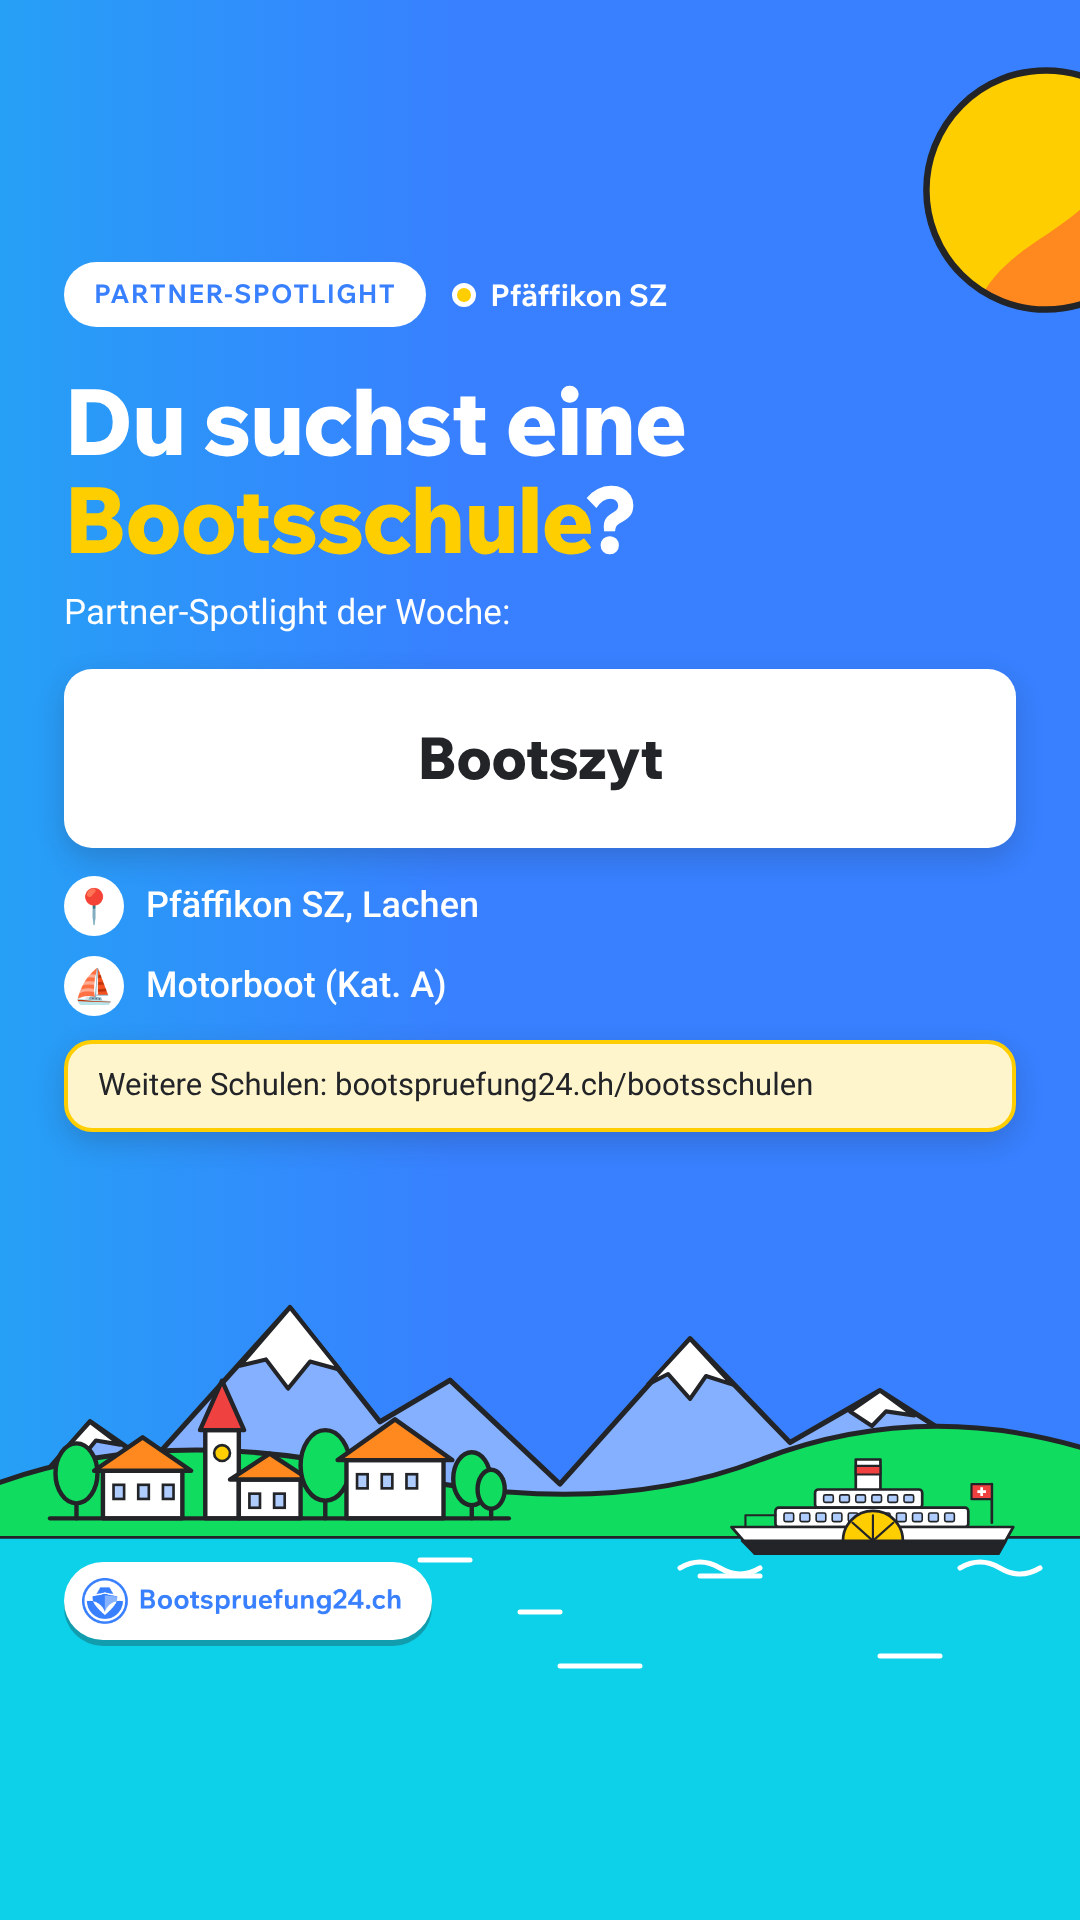 PARTNER-SPOTLIGHT
Pfäffikon SZ
Du suchst eine
Bootsschule?
Partner-Spotlight der Woche:
Bootszyt
Pfäffikon SZ, Lachen
Motorboot (Kat. A)
Weitere Schulen: bootspruefung24.ch/bootsschulen
Bootspruefung24.ch